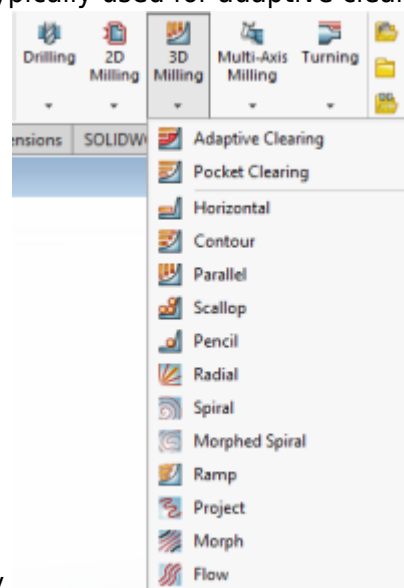 ypically used for adaptive clear
Drilling
2D Milling
3D Milling
Multi-Axis Milling
Turning
ensions
SOLIDW
Adaptive Clearing
Pocket Clearing
Horizontal
Contour
Parallel
Scallop
Pencil
Radial
Spiral
Morphed Spiral
Ramp
Project
Morph
Flow